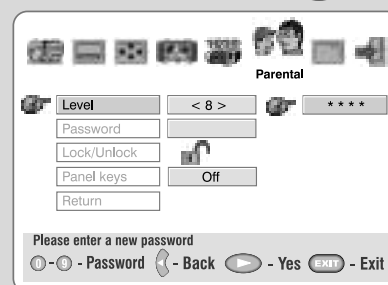 Parental
Level < 8 > * * * *
Password
Lock/Unlock
Panel keys Off
Return
Please enter a new password
0 - 9 - Password - Back - Yes EXIT - Exit